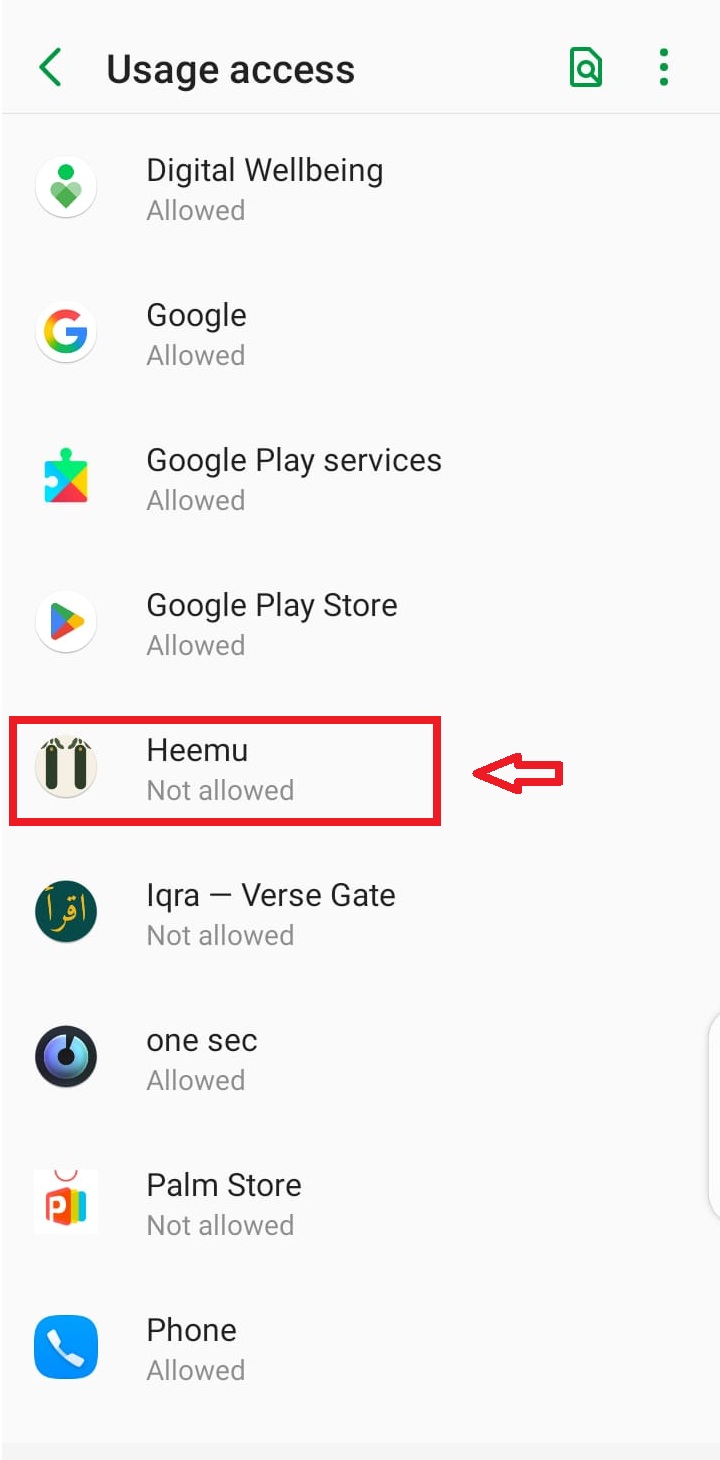 Usage access
Digital Wellbeing
Allowed
Google
Allowed
Google Play services
Allowed
Google Play Store
Allowed
Heemu
Not allowed
اقرأ
Iqra — Verse Gate
Not allowed
one sec
Allowed
P
Palm Store
Not allowed
Phone
Allowed